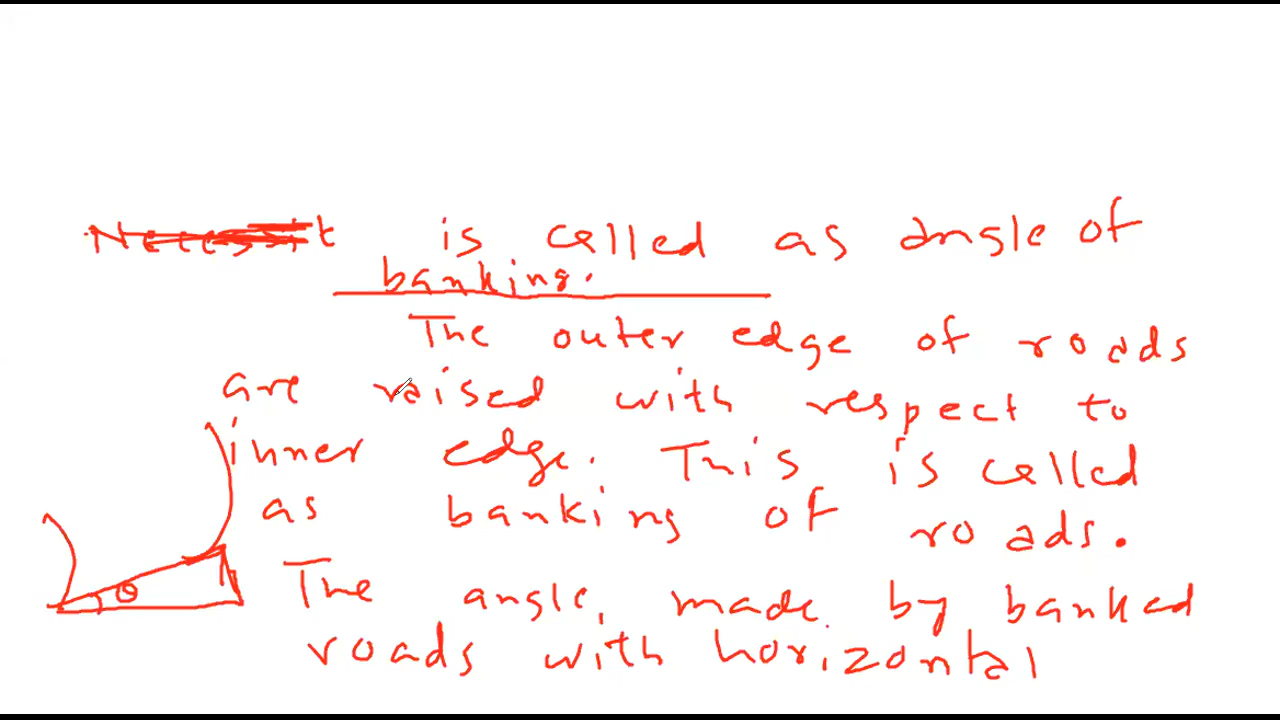 is called as angle of
banking.
The outer edge of roads
are raised with respect to
inner edge. This is called
as banking of roads.
θ
The angle, made by banked
roads with horizontal